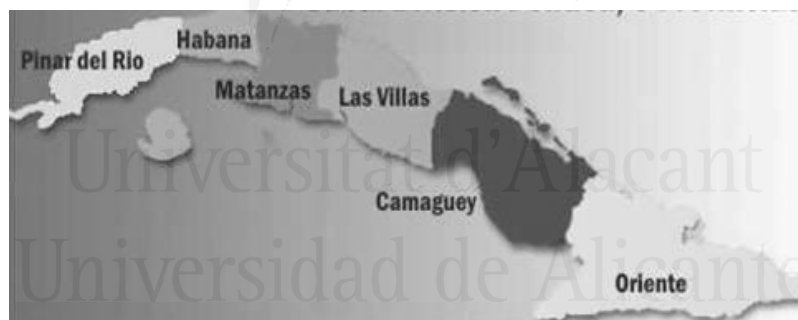 Habana
Pinar del Rio
Matanzas
Las Villas
Universitat d'Alacant
Camaguey
Universidad de Alicante
Oriente